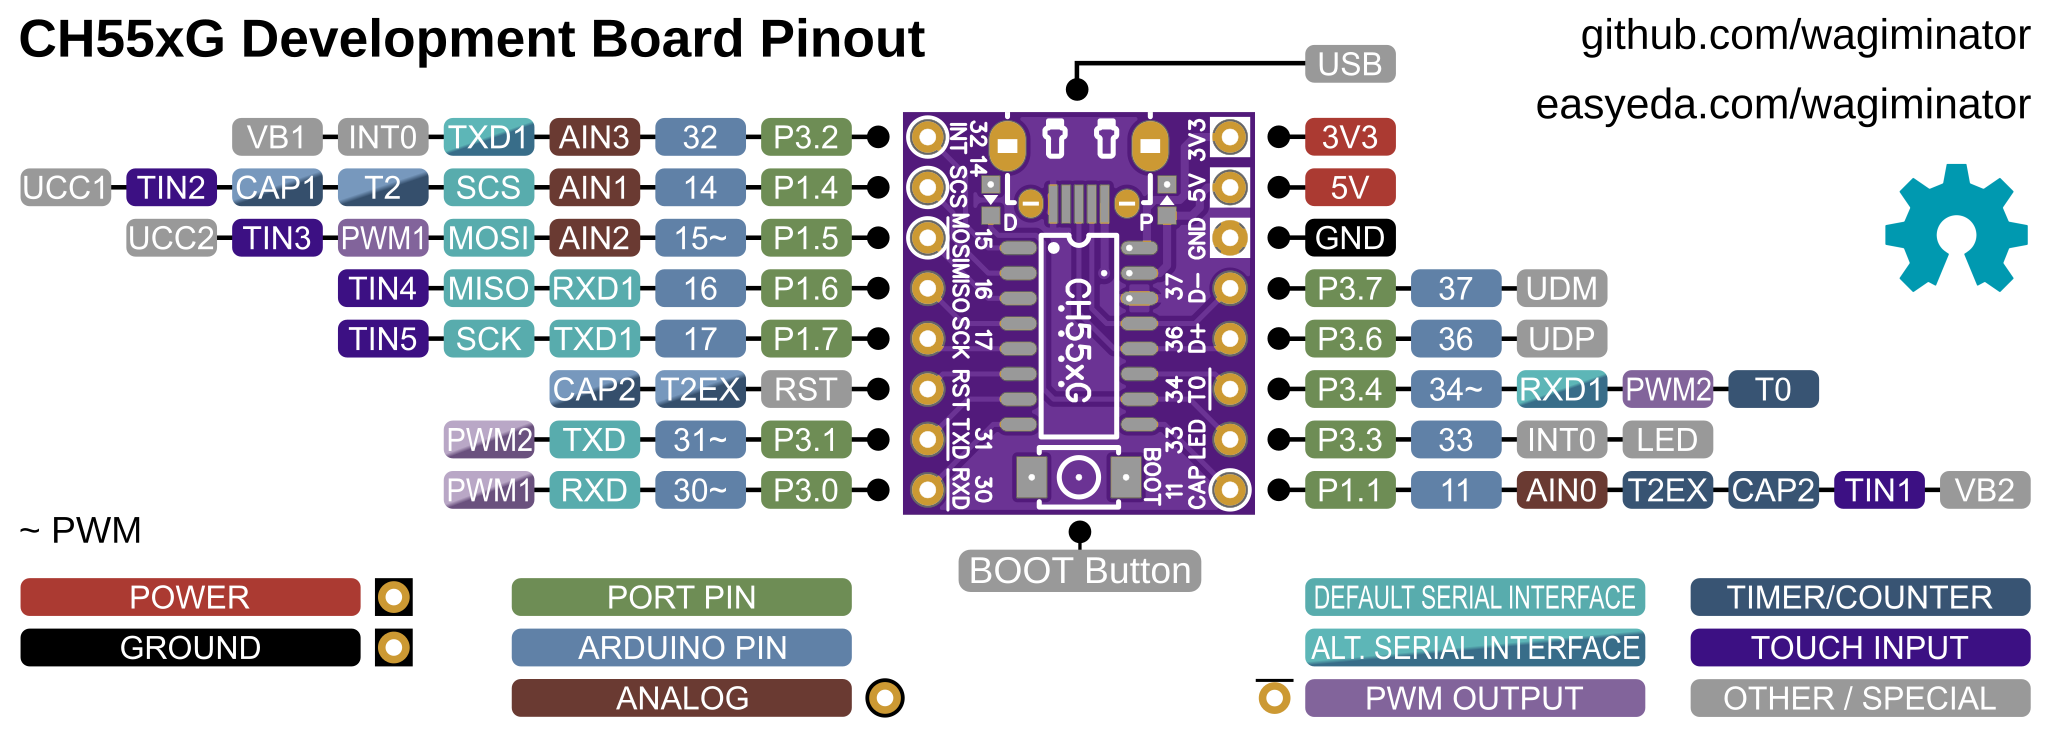 CH55xG Development Board Pinout
github.com/wagiminator
easyeda.com/wagiminator
USB
VB1 INT0 TXD1 AIN3 32 P3.2
UCC1 TIN2 CAP1 T2 SCS AIN1 14 P1.4
UCC2 TIN3 PWM1 MOSI AIN2 15~ P1.5
TIN4 MISO RXD1 16 P1.6
TIN5 SCK TXD1 17 P1.7
CAP2 T2EX RST
PWM2 TXD 31~ P3.1
PWM1 RXD 30~ P3.0
32 14 15 16 17 31 30
INT SCS MOSI MISO SCK RST TXD RXD
D
P
CH55xG
BOOT
37 36 34 33 11
3V3 5V GND D- D+ T0 LED CAP
3V3
5V
GND
P3.7 37 UDM
P3.6 36 UDP
P3.4 34~ RXD1 PWM2 T0
P3.3 33 INT0 LED
P1.1 11 AIN0 T2EX CAP2 TIN1 VB2
~ PWM
BOOT Button
POWER
GROUND
PORT PIN
ARDUINO PIN
ANALOG
DEFAULT SERIAL INTERFACE
ALT. SERIAL INTERFACE
PWM OUTPUT
TIMER/COUNTER
TOUCH INPUT
OTHER / SPECIAL